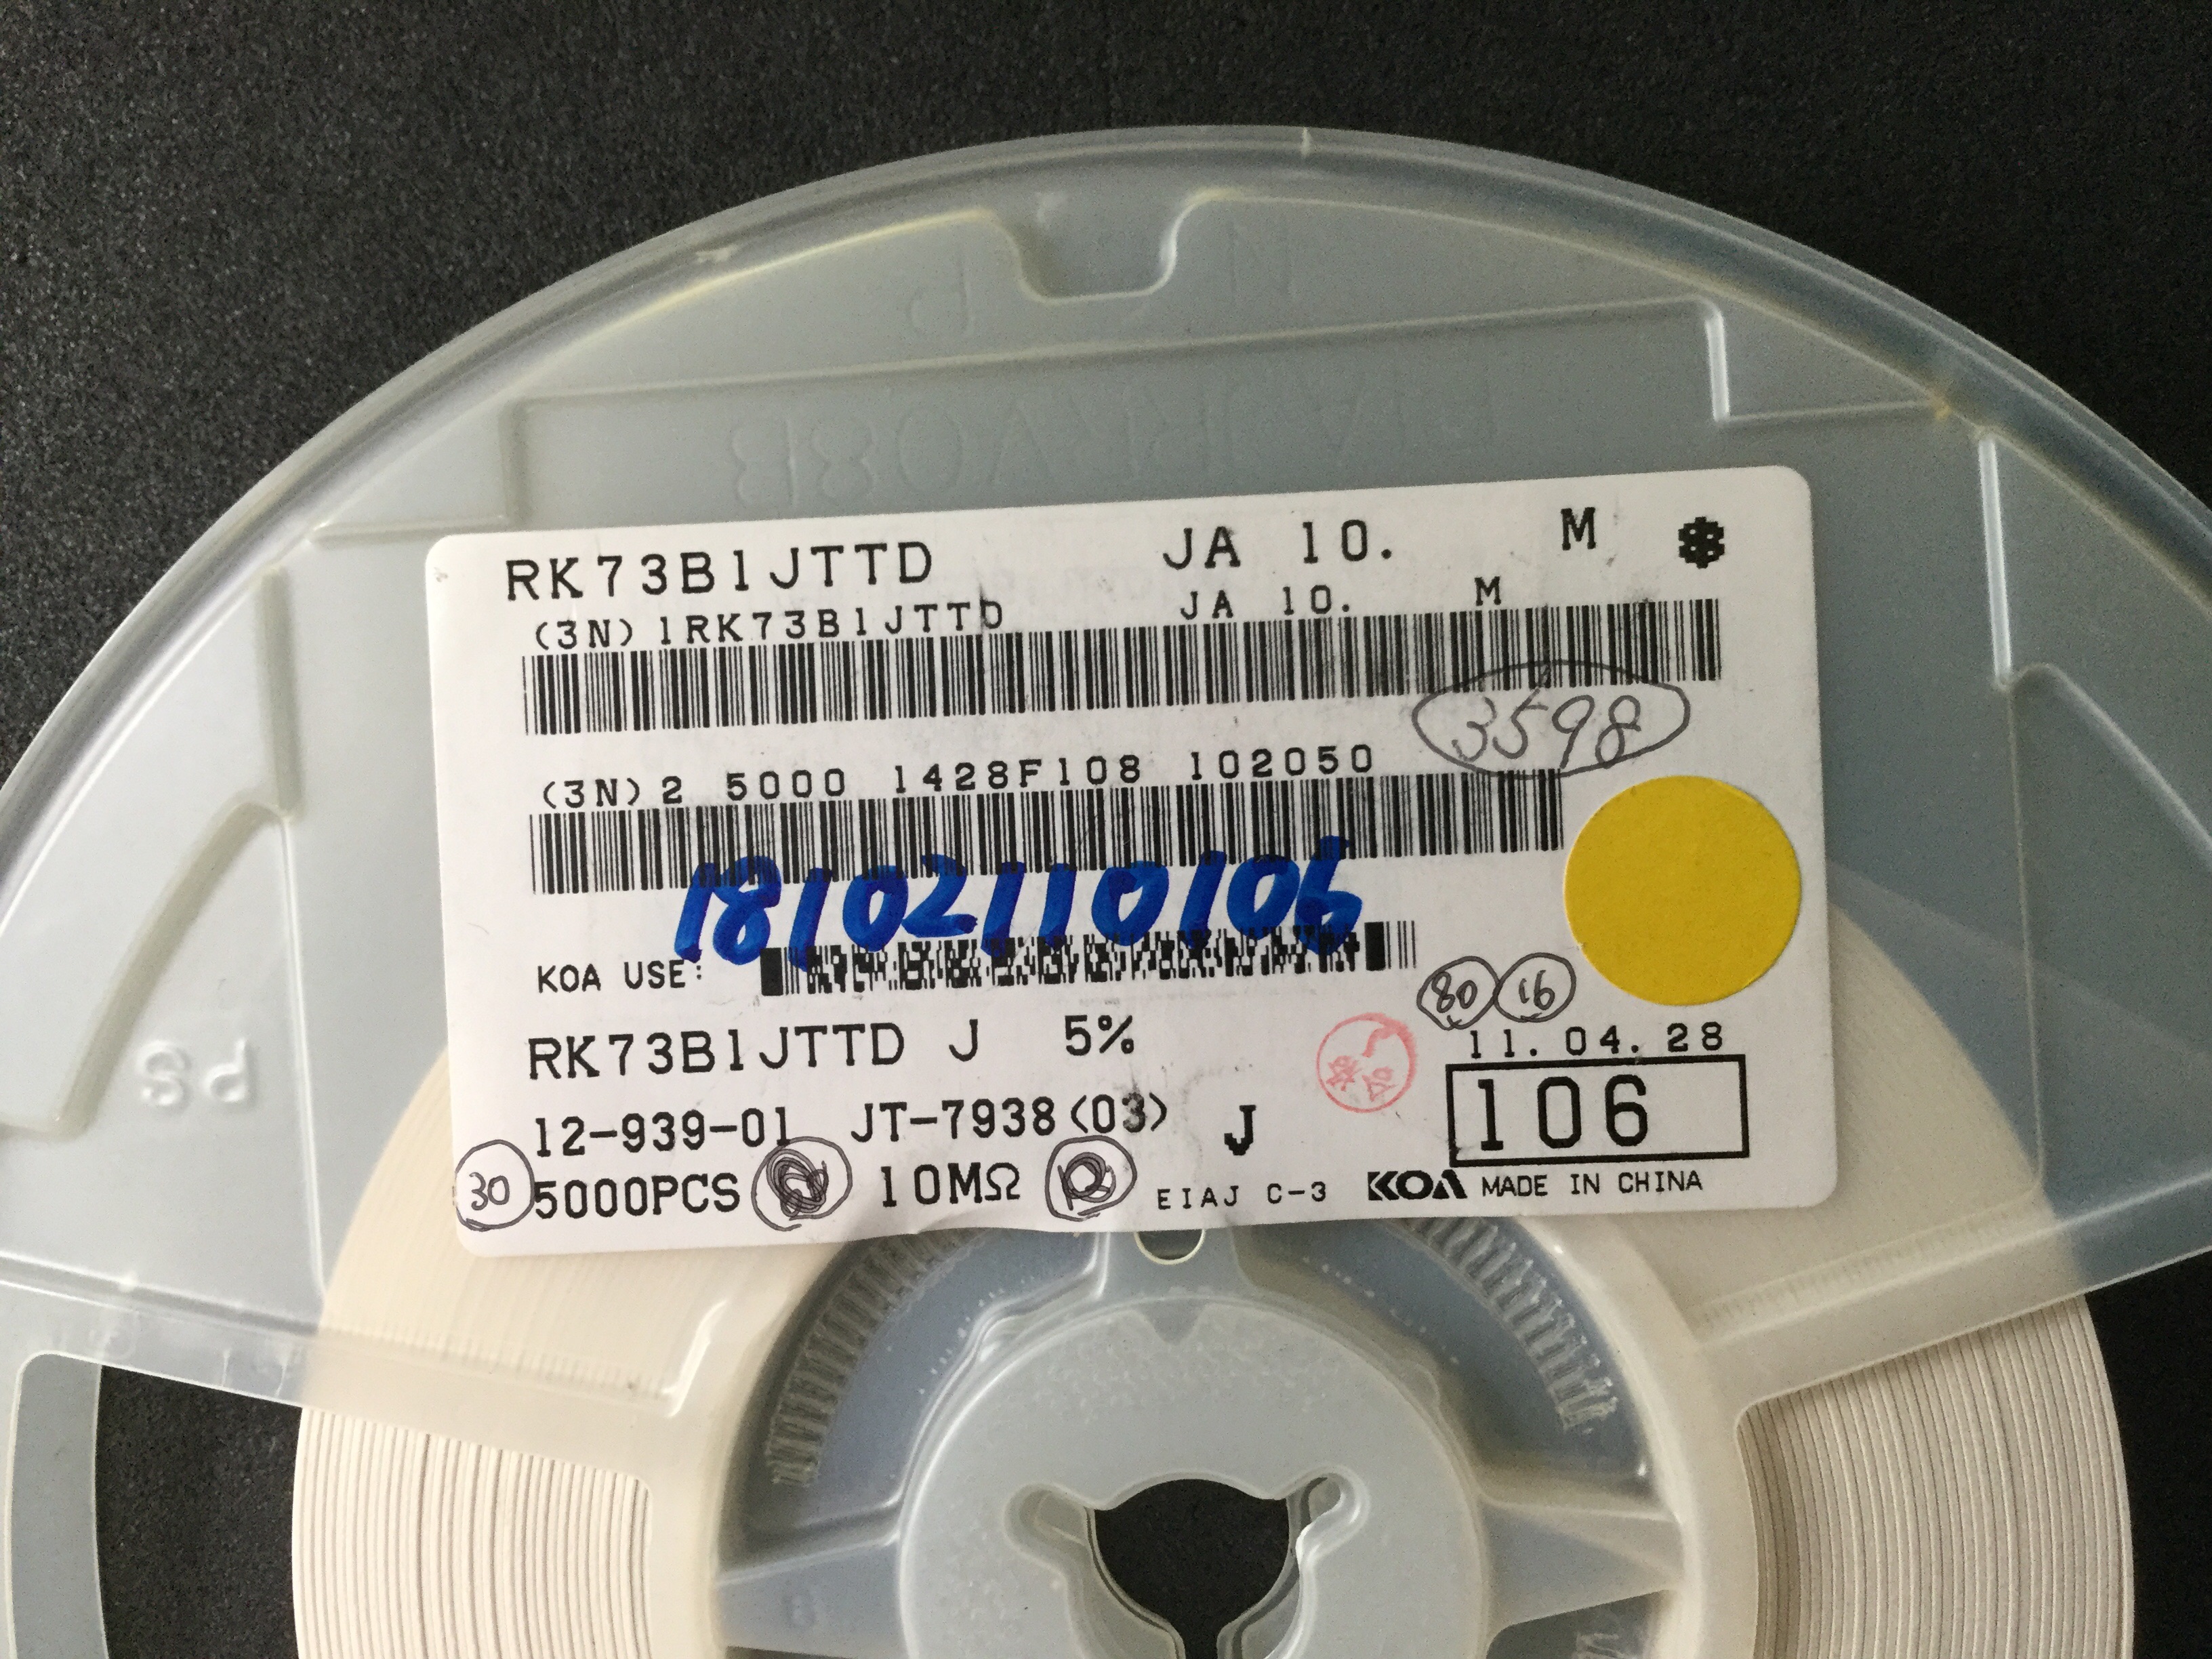 RK73B1JTTD JA 10. M *
(3N)1RK73B1JTTD JA 10. M
3598
(3N)2 5000 1428F108 102050
18102110106
KOA USE:
80 16
RK73B1JTTD J 5% 11.04.28
12-939-01 JT-7938(03) J 106
30 5000PCS 10MΩ R EIAJ C-3 KOA MADE IN CHINA
PS